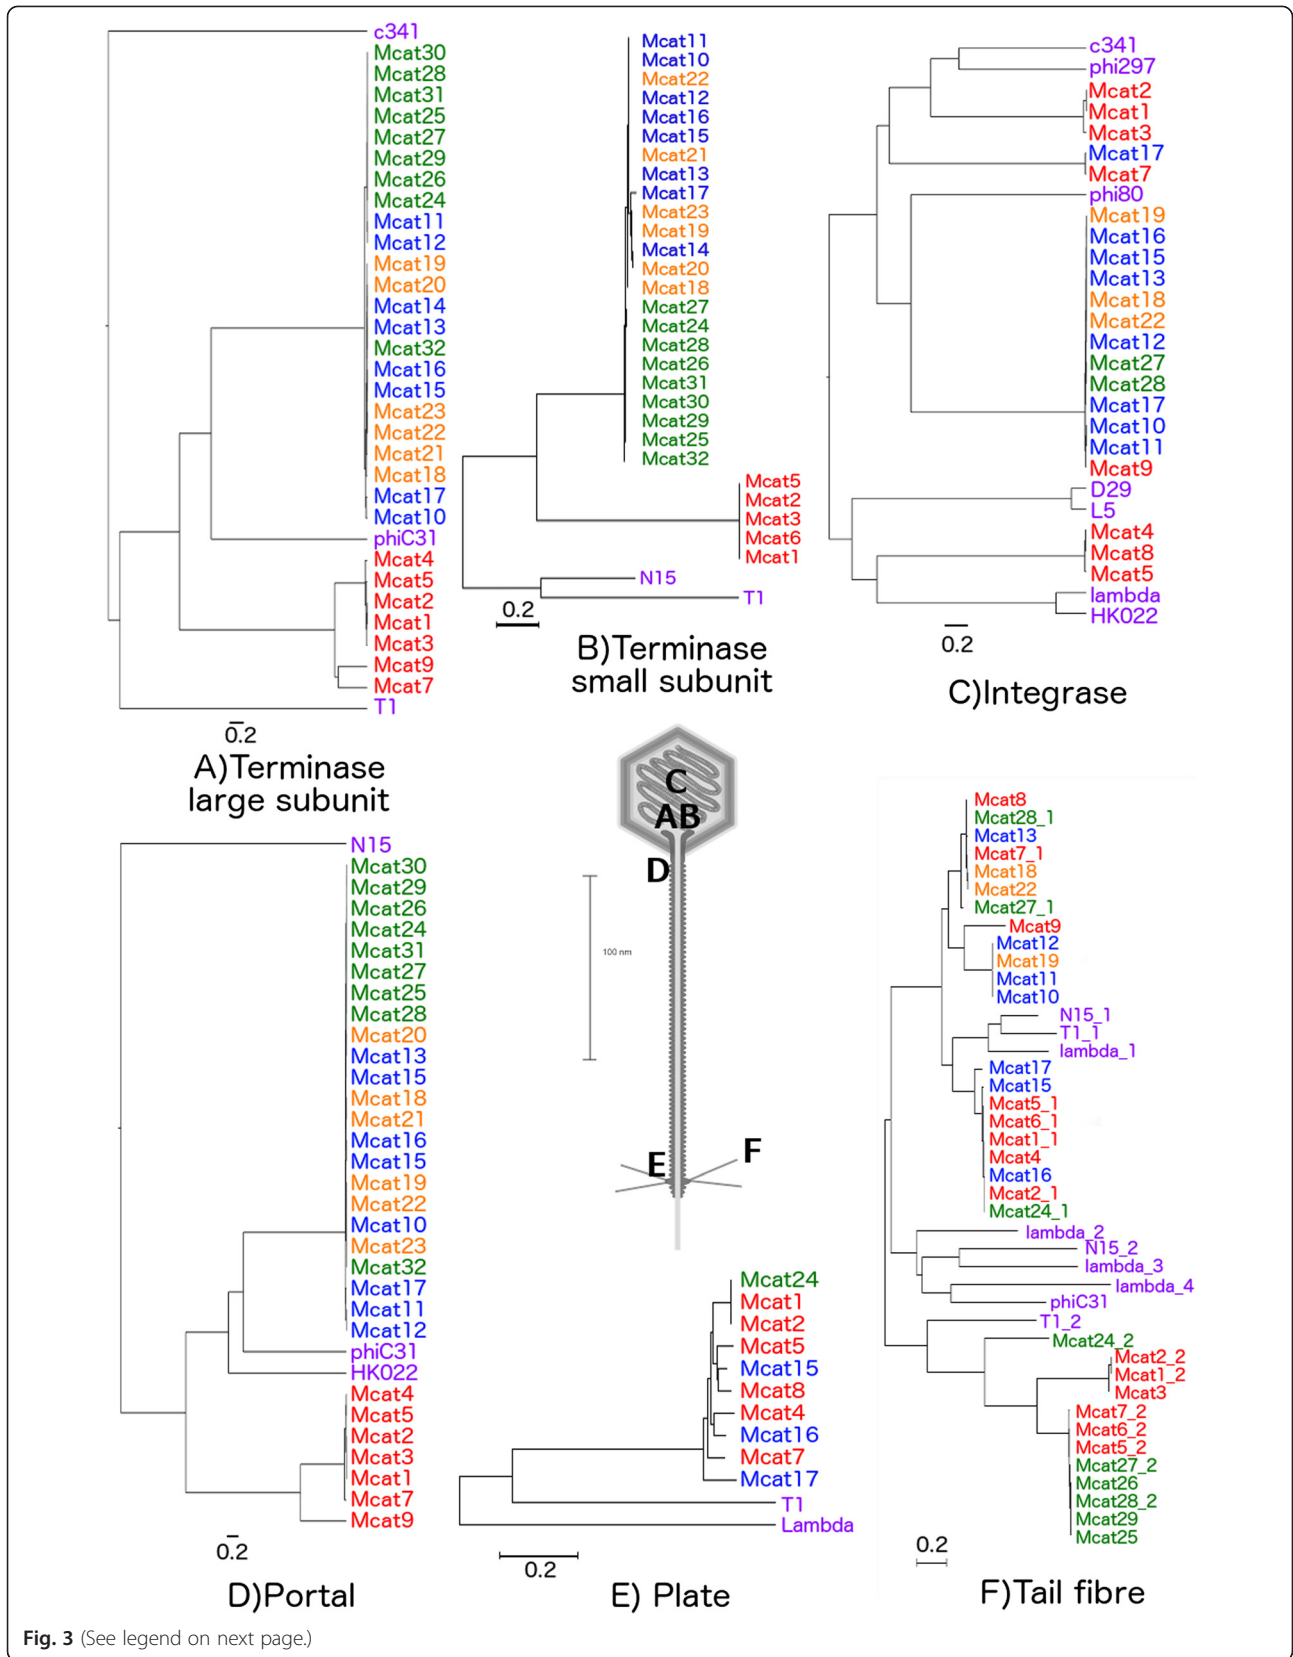 c341
Mcat30
Mcat28
Mcat31
Mcat25
Mcat27
Mcat29
Mcat26
Mcat24
Mcat11
Mcat12
Mcat19
Mcat20
Mcat14
Mcat13
Mcat32
Mcat16
Mcat15
Mcat23
Mcat22
Mcat21
Mcat18
Mcat17
Mcat10
phiC31
Mcat4
Mcat5
Mcat2
Mcat1
Mcat3
Mcat9
Mcat7
T1
0.2
A)Terminase
large subunit
Mcat11
Mcat10
Mcat22
Mcat12
Mcat16
Mcat15
Mcat21
Mcat13
Mcat17
Mcat23
Mcat19
Mcat14
Mcat20
Mcat18
Mcat27
Mcat24
Mcat28
Mcat26
Mcat31
Mcat30
Mcat29
Mcat25
Mcat32
Mcat5
Mcat2
Mcat3
Mcat6
Mcat1
N15
T1
0.2
B)Terminase
small subunit
c341
phi297
Mcat2
Mcat1
Mcat3
Mcat17
Mcat7
phi80
Mcat19
Mcat16
Mcat15
Mcat13
Mcat18
Mcat22
Mcat12
Mcat27
Mcat28
Mcat17
Mcat10
Mcat11
Mcat9
D29
L5
Mcat4
Mcat8
Mcat5
lambda
HK022
0.2
C)Integrase
N15
Mcat30
Mcat29
Mcat26
Mcat24
Mcat31
Mcat27
Mcat25
Mcat28
Mcat20
Mcat13
Mcat15
Mcat18
Mcat21
Mcat16
Mcat15
Mcat19
Mcat22
Mcat10
Mcat23
Mcat32
Mcat17
Mcat11
Mcat12
phiC31
HK022
Mcat4
Mcat5
Mcat2
Mcat3
Mcat1
Mcat7
Mcat9
0.2
D)Portal
C
AB
D
100 nm
E
F
Mcat24
Mcat1
Mcat2
Mcat5
Mcat15
Mcat8
Mcat4
Mcat16
Mcat7
Mcat17
T1
Lambda
0.2
E) Plate
Mcat8
Mcat28_1
Mcat13
Mcat7_1
Mcat18
Mcat22
Mcat27_1
Mcat9
Mcat12
Mcat19
Mcat11
Mcat10
N15_1
T1_1
lambda_1
Mcat17
Mcat15
Mcat5_1
Mcat6_1
Mcat1_1
Mcat4
Mcat16
Mcat2_1
Mcat24_1
lambda_2
N15_2
lambda_3
lambda_4
phiC31
T1_2
Mcat24_2
Mcat2_2
Mcat1_2
Mcat3
Mcat7_2
Mcat6_2
Mcat5_2
Mcat27_2
Mcat26
Mcat28_2
Mcat29
Mcat25
0.2
F)Tail fibre
Fig. 3 (See legend on next page.)